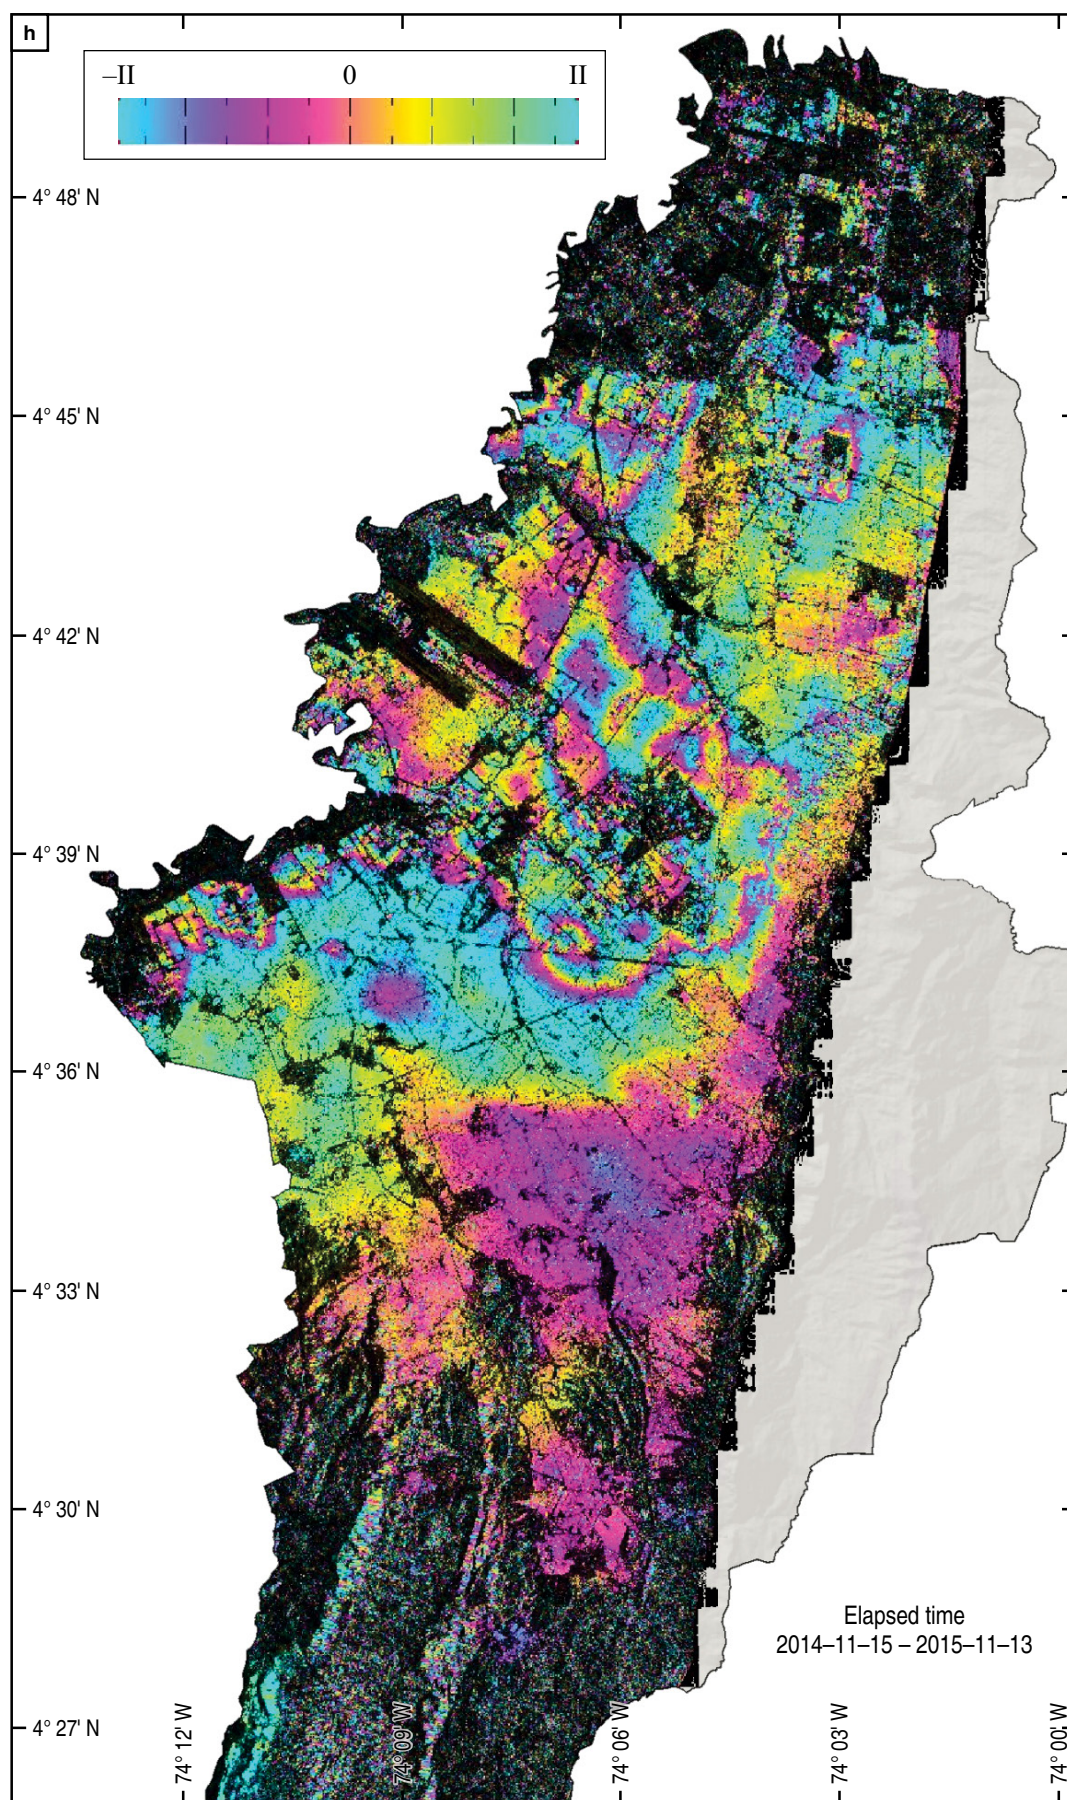 h
–II 0 II
4° 48' N
4° 45' N
4° 42' N
4° 39' N
4° 36' N
4° 33' N
4° 30' N
4° 27' N
Elapsed time
2014–11–15 – 2015–11–13
74° 12' W
74° 09' W
74° 06' W
74° 03' W
74° 00' W